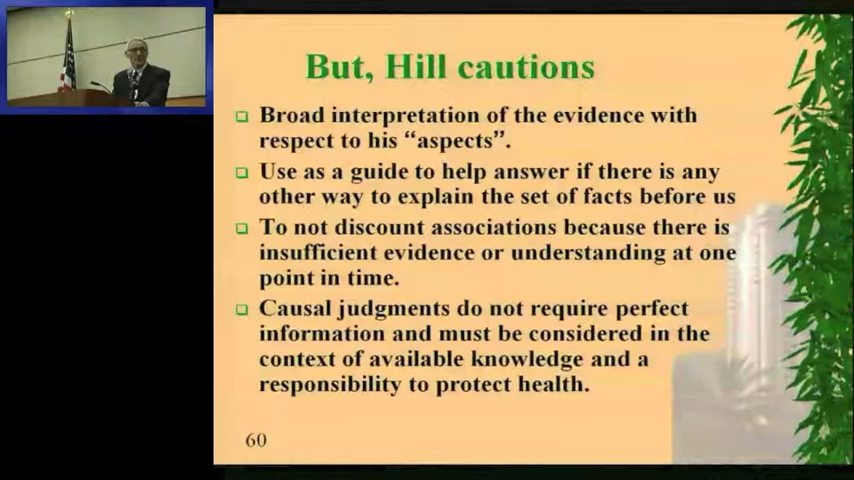 But, Hill cautions
Broad interpretation of the evidence with
respect to his “aspects”.
Use as a guide to help answer if there is any
other way to explain the set of facts before us
To not discount associations because there is
insufficient evidence or understanding at one
point in time.
Causal judgments do not require perfect
information and must be considered in the
context of available knowledge and a
responsibility to protect health.
60